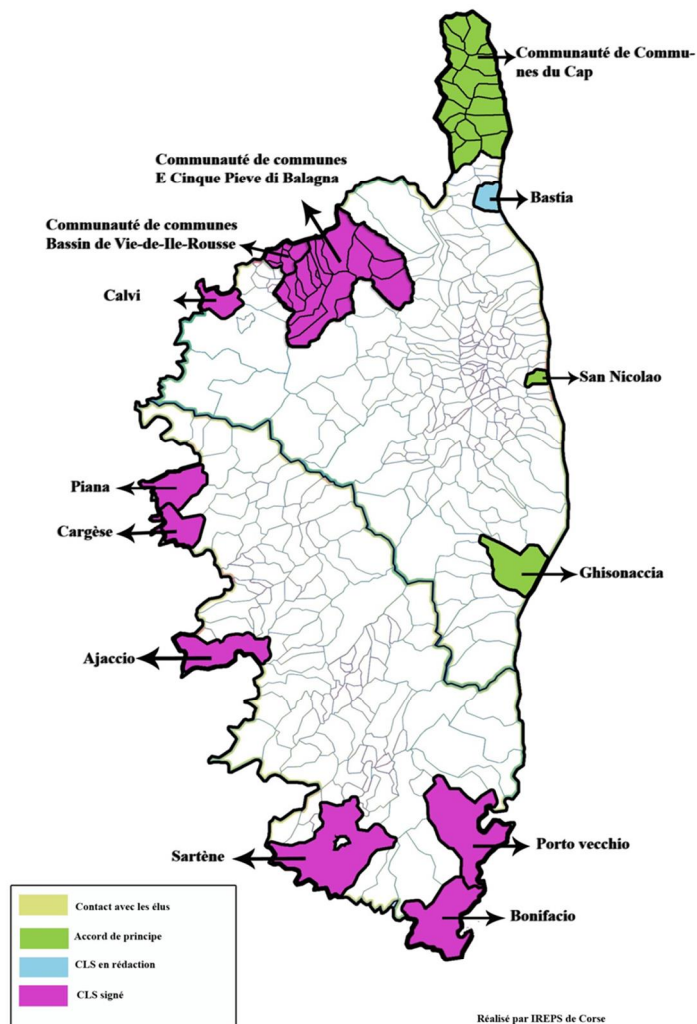 Communauté de Commu-
nes du Cap
Communauté de communes
E Cinque Pieve di Balagna
Bastia
Communauté de communes
Bassin de Vie-de-Ile-Rousse
Calvi
San Nicolao
Piana
Cargèse
Ghisonaccia
Ajaccio
Porto vecchio
Sartène
Bonifacio
Contact avec les élus
Accord de principe
CLS en rédaction
CLS signé
Réalisé par IREPS de Corse